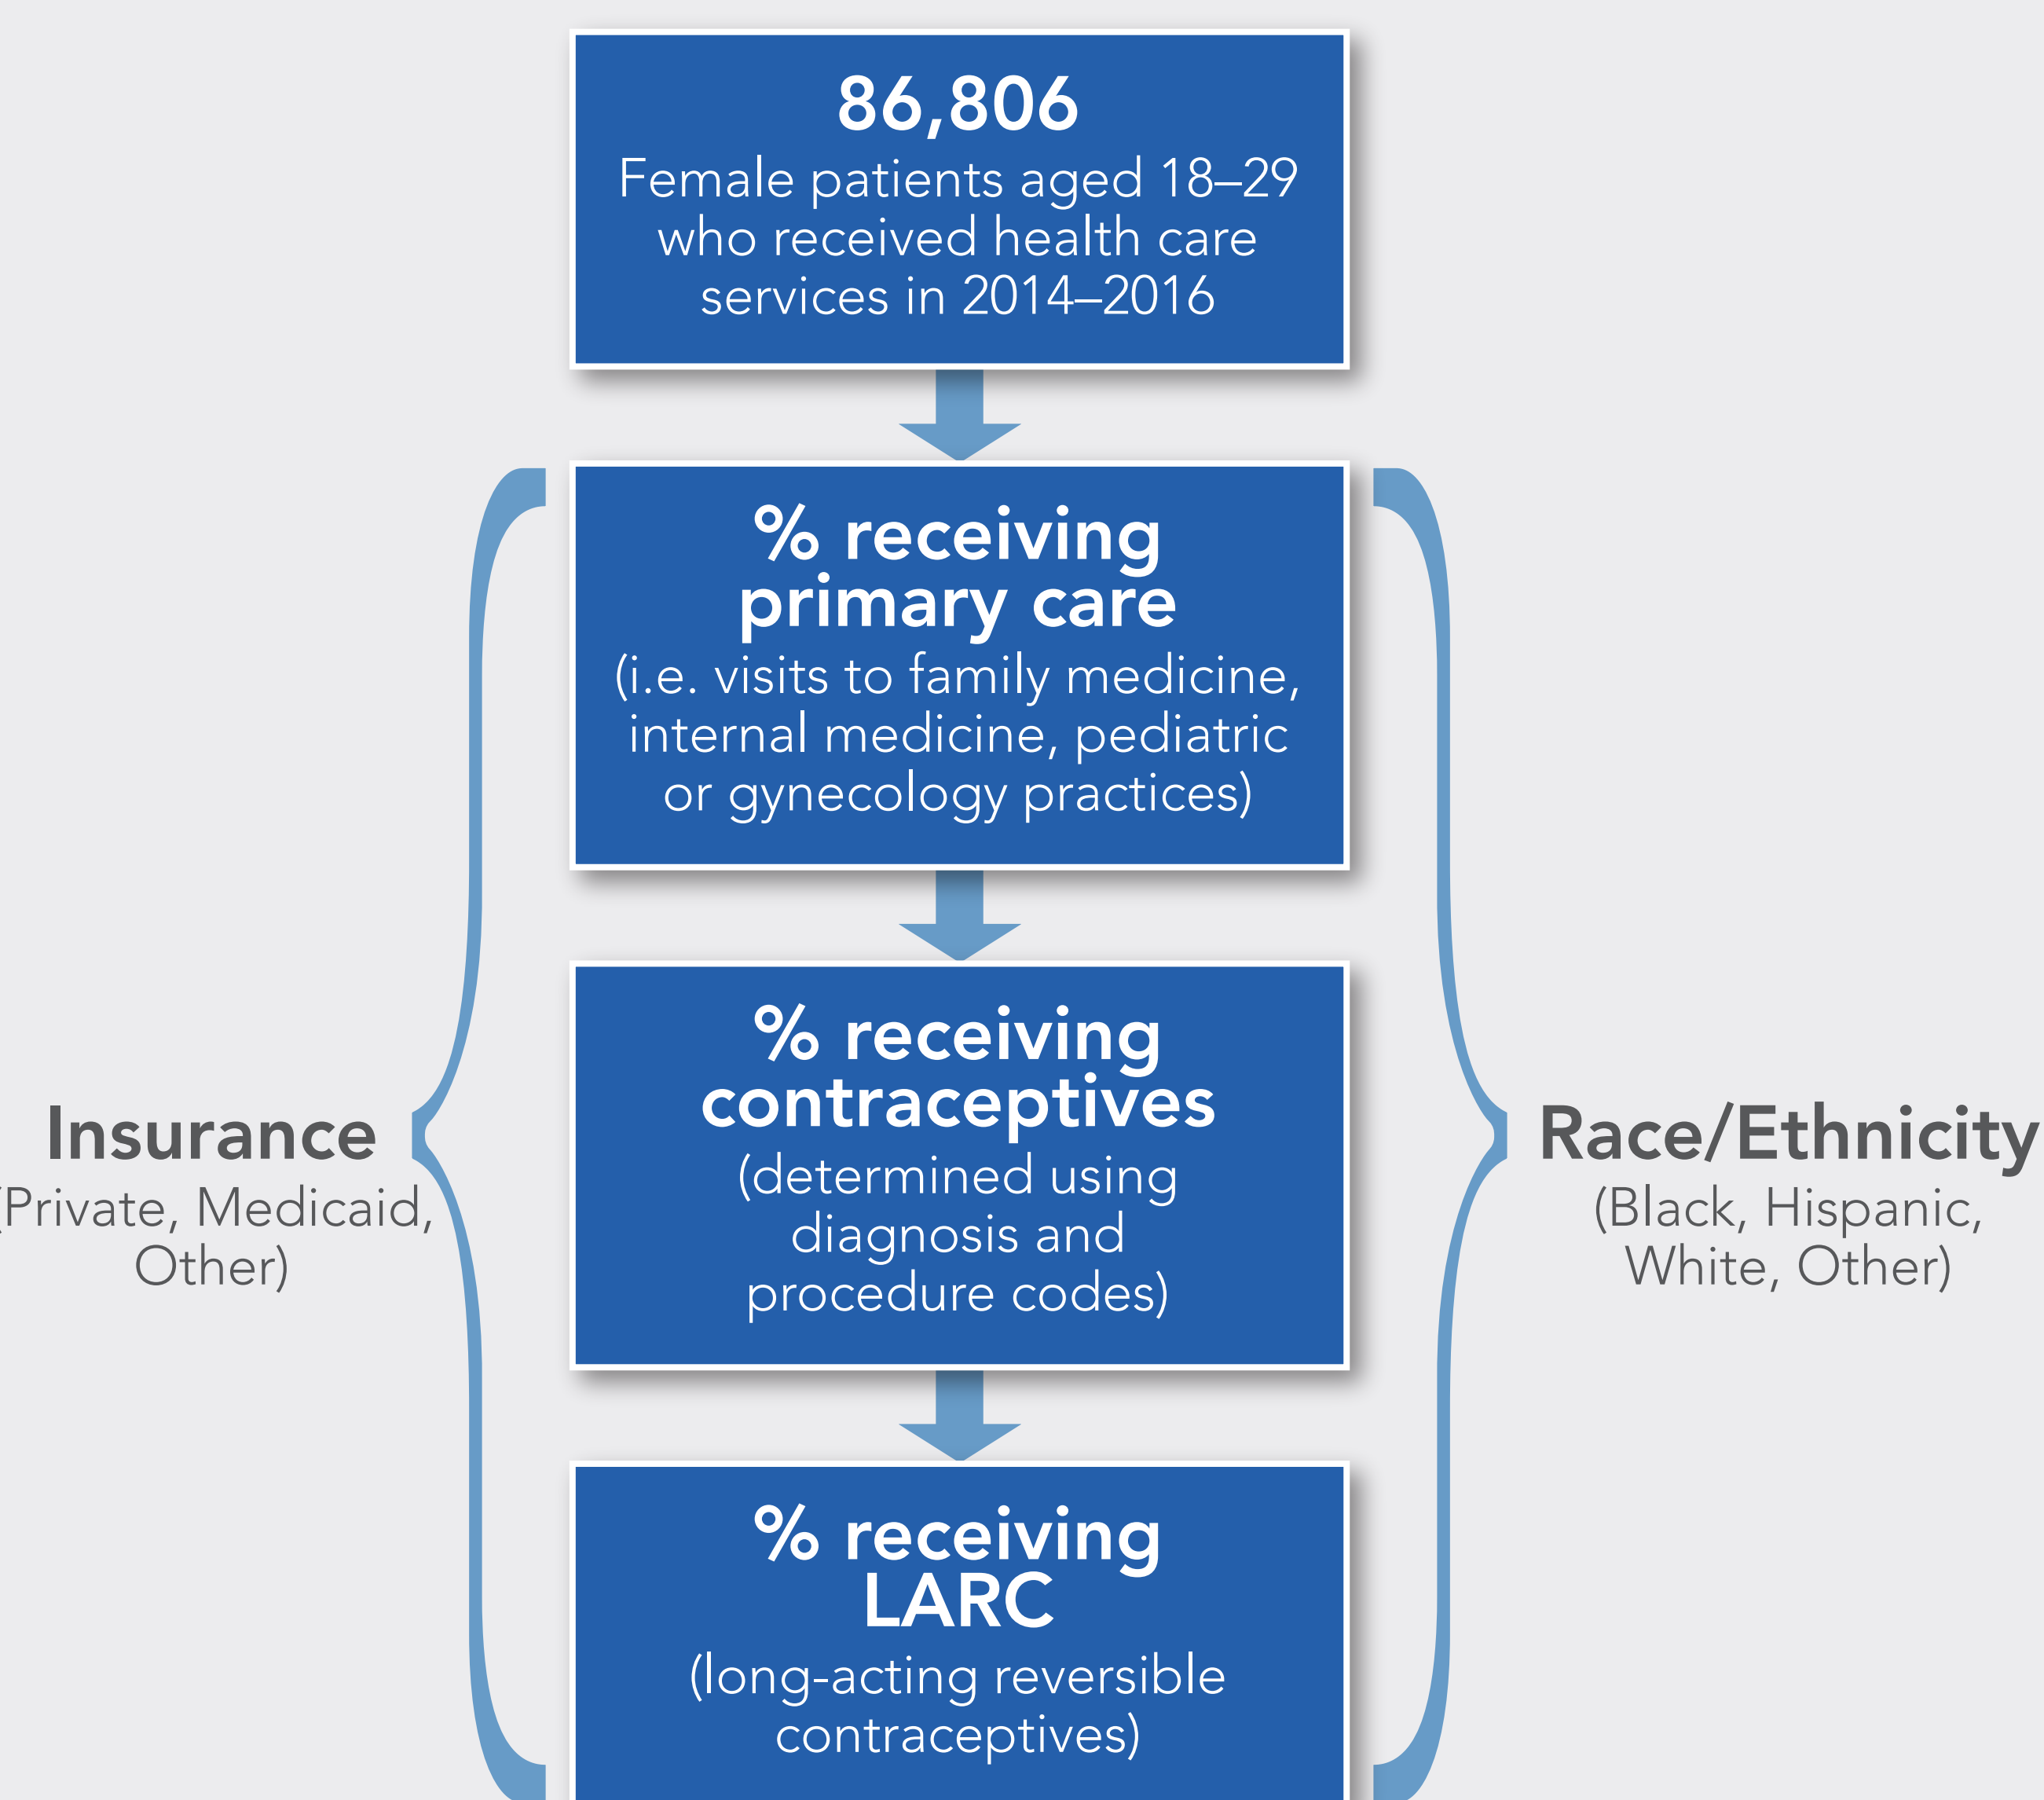 86,806
Female patients aged 18–29
who received health care
services in 2014–2016
% receiving
primary care
(i.e. visits to family medicine,
internal medicine, pediatric
or gynecology practices)
% receiving
contraceptives
(determined using
diagnosis and
procedure codes)
% receiving
LARC
(long-acting reversible
contraceptives)
Insurance
(Private, Medicaid,
Other)
Race/Ethnicity
(Black, Hispanic,
White, Other)